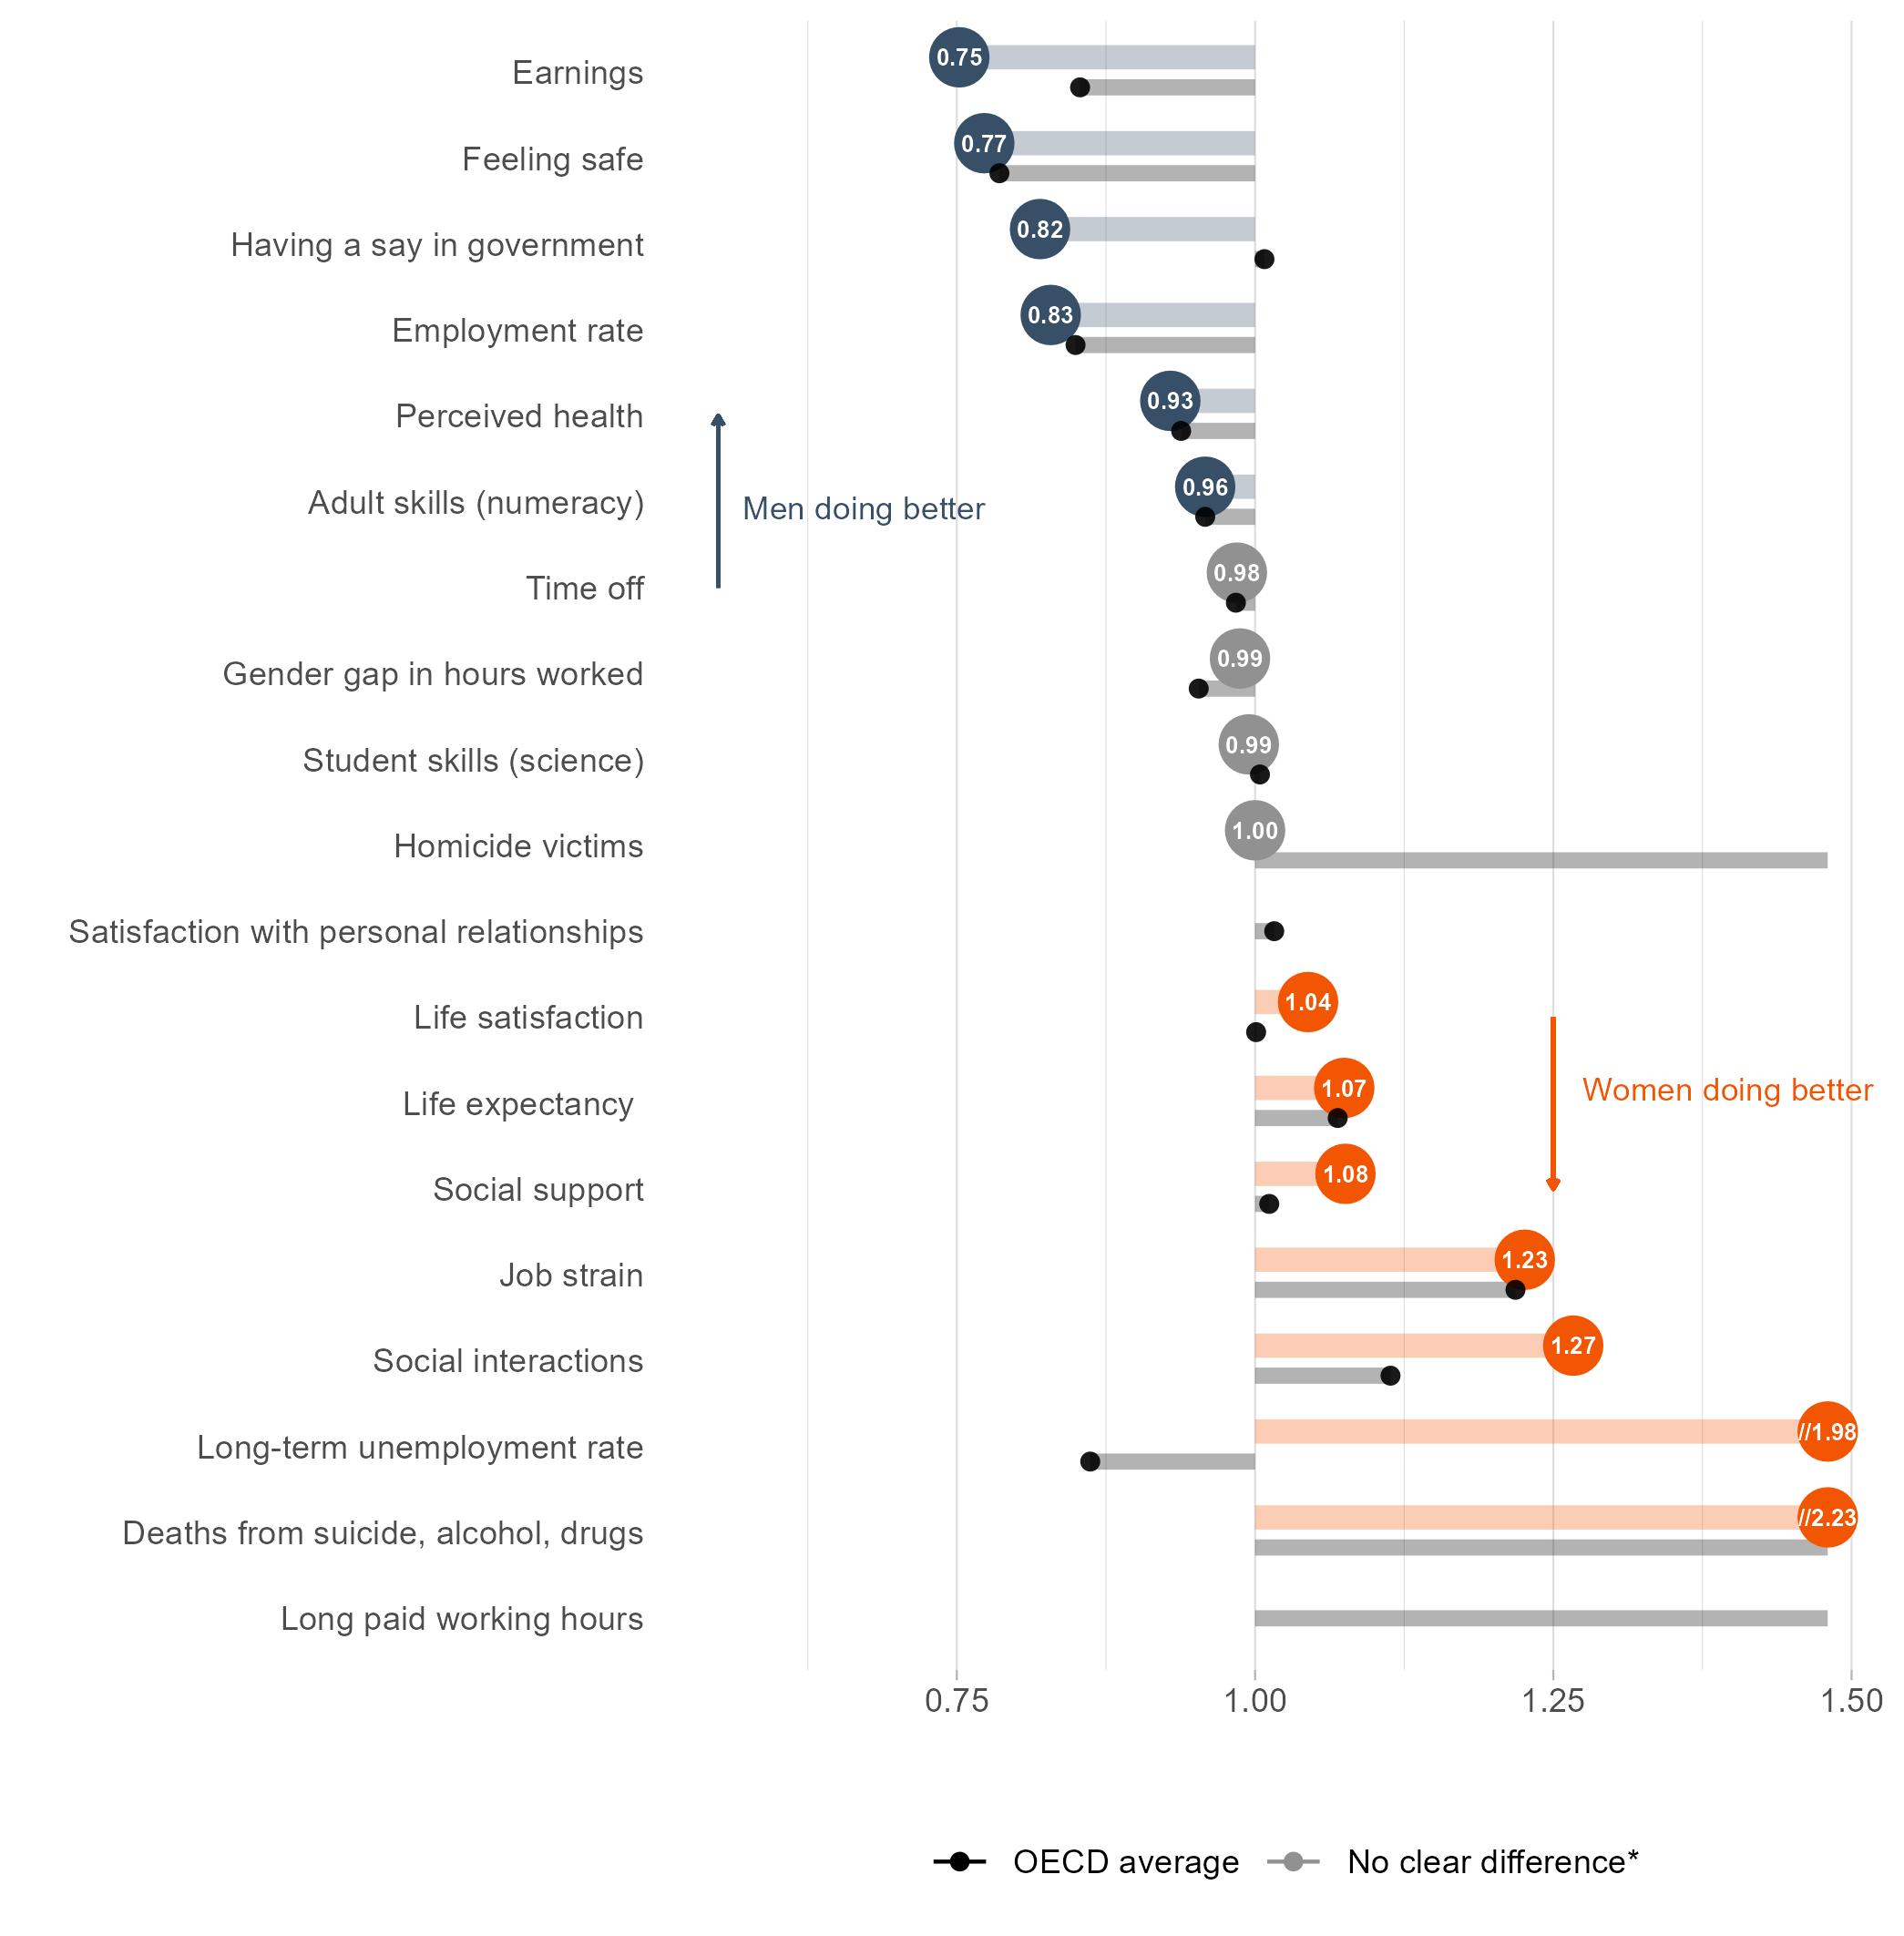 Earnings
0.75
Feeling safe
0.77
Having a say in government
0.82
Employment rate
0.83
Perceived health
0.93
Adult skills (numeracy)
0.96
Men doing better
Time off
0.98
Gender gap in hours worked
0.99
Student skills (science)
0.99
Homicide victims
1.00
Satisfaction with personal relationships
Life satisfaction
1.04
Life expectancy
1.07
Women doing better
Social support
1.08
Job strain
1.23
Social interactions
1.27
Long-term unemployment rate
//1.98
Deaths from suicide, alcohol, drugs
//2.23
Long paid working hours
0.75 1.00 1.25 1.50
OECD average No clear difference*